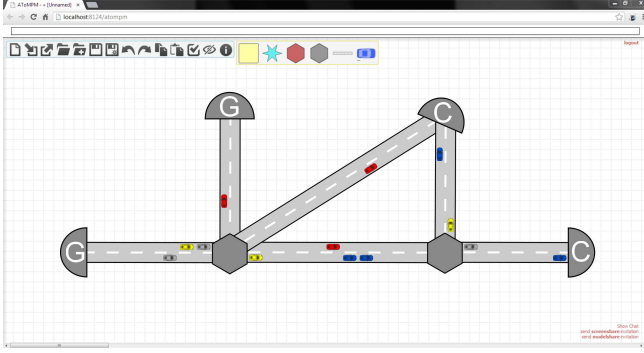 AToMPM - [Unnamed]
localhost:8124/atompm
logout
G
C
G
C
Show Chat
send screenshare invitation
send modelshare invitation